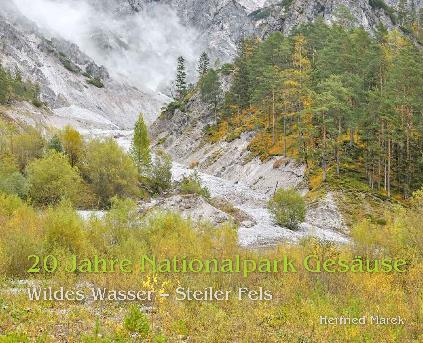 20 Jahre Nationalpark Gesäuse
Wildes Wasser – Steiler Fels
Herfried Marek